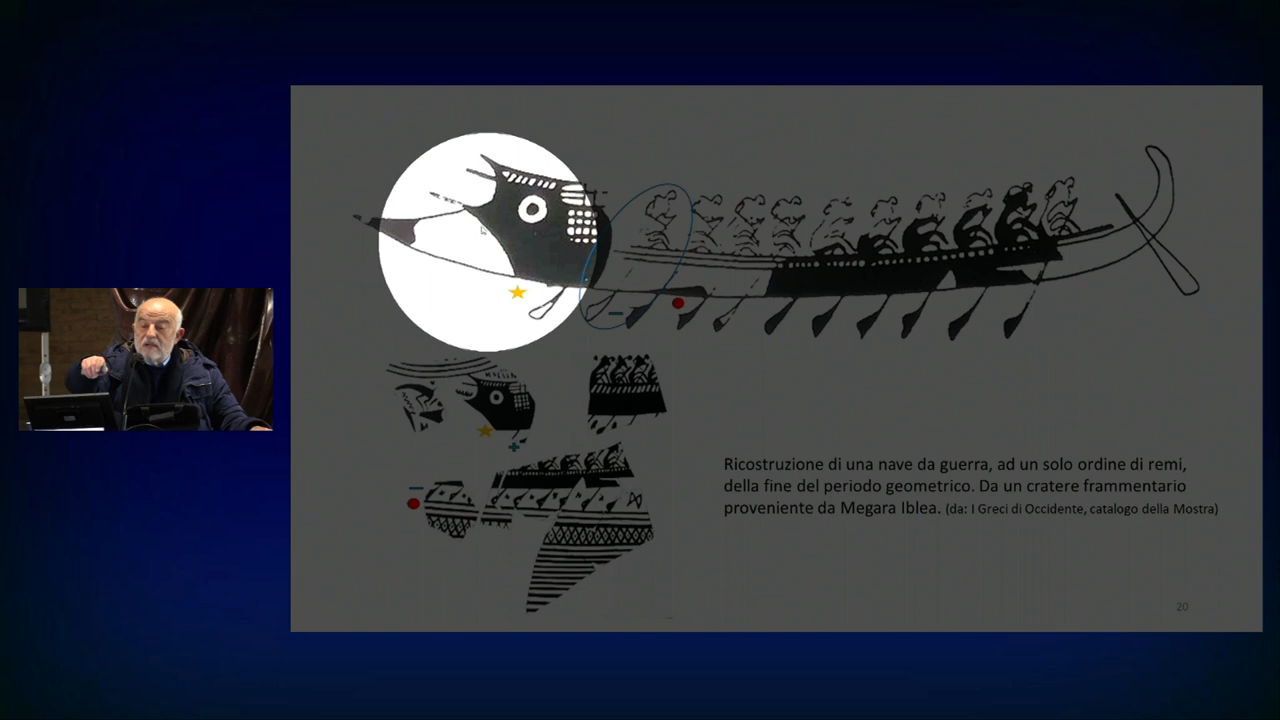 Ricostruzione di una nave da guerra, ad un solo ordine di remi,
della fine del periodo geometrico. Da un cratere frammentario
proveniente da Megara Iblea. (da: I Greci di Occidente, catalogo della Mostra)
20